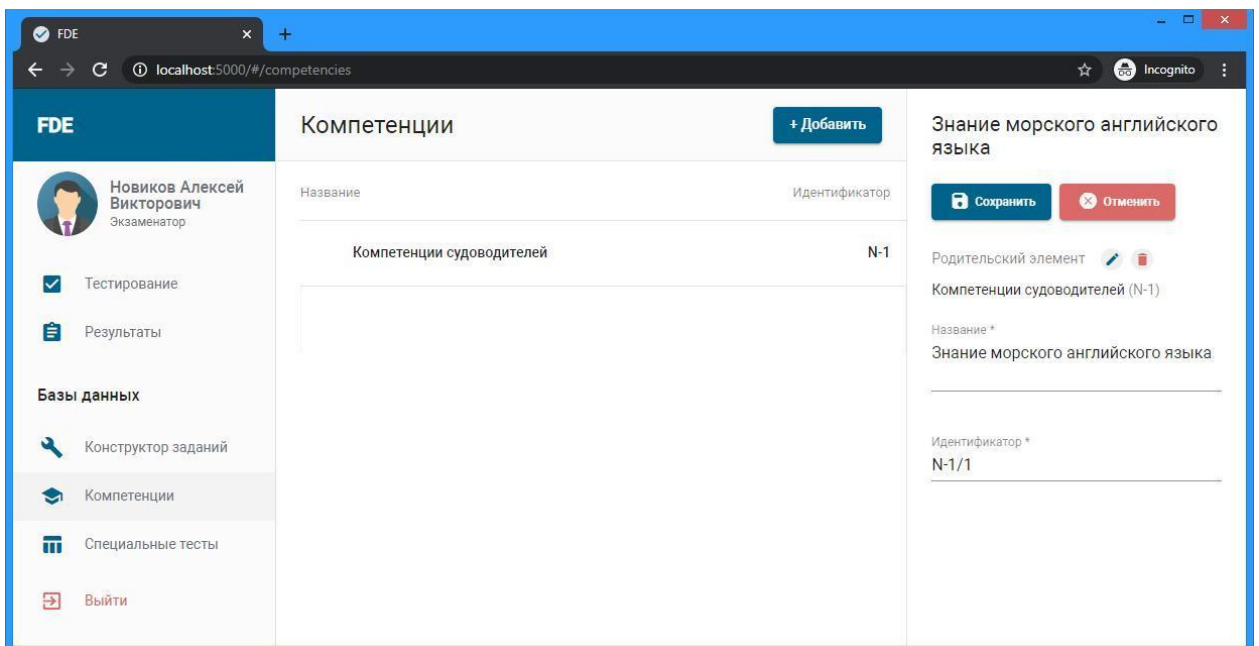 FDE
localhost:5000/#/competencies
Incognito
FDE
Новиков Алексей
Викторович
Экзаменатор
Тестирование
Результаты
Базы данных
Конструктор заданий
Компетенции
Специальные тесты
Выйти
Компетенции
+ Добавить
Название
Идентификатор
Компетенции судоводителей
N-1
Знание морского английского
языка
Сохранить
Отменить
Родительский элемент
Компетенции судоводителей (N-1)
Название *
Знание морского английского языка
Идентификатор *
N-1/1